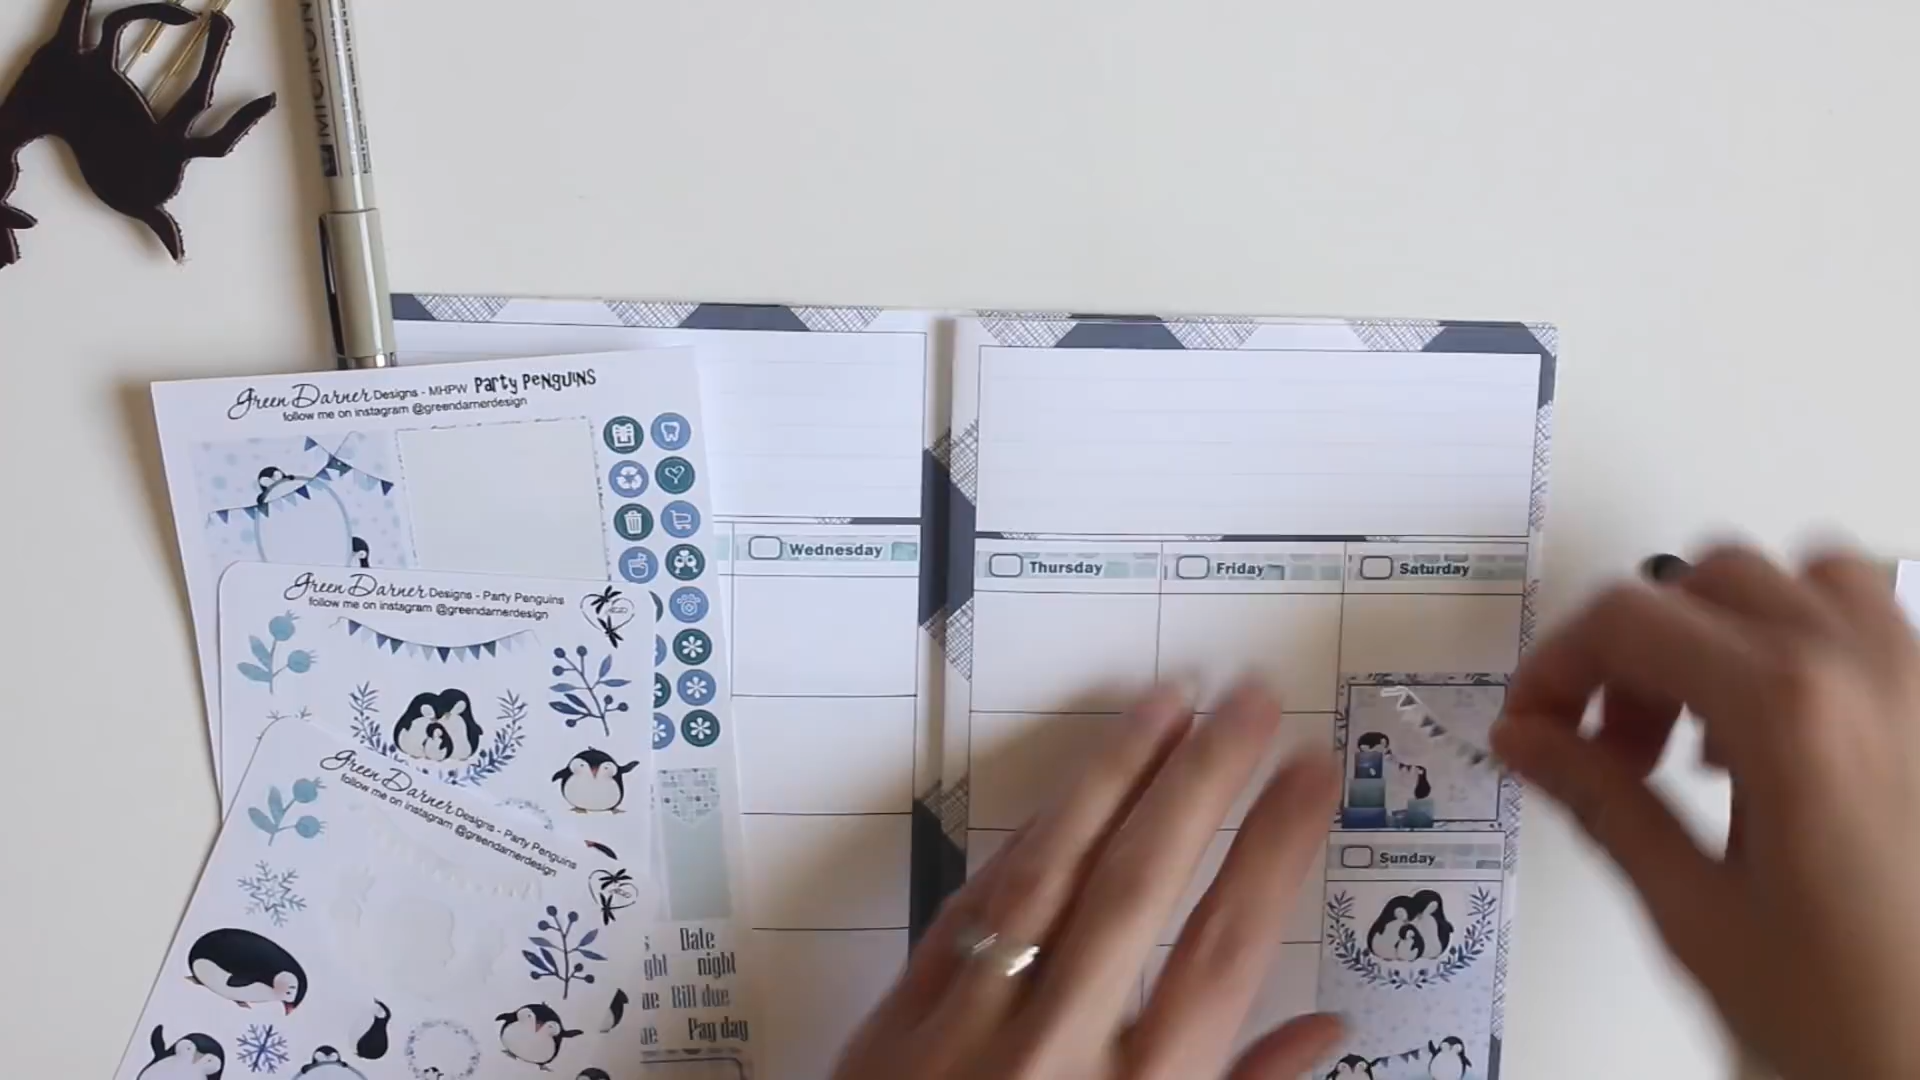 MICRON
Green Darner Designs - MHPW Party Penguins
follow me on instagram @greendarnerdesign
Wednesday
Thursday
Friday
Saturday
Green Darner Designs - Party Penguins
follow me on instagram @greendarnerdesign
Green Darner Designs - Party Penguins
follow me on instagram @greendarnerdesign
Sunday
Date
night
Bill due
Pay day